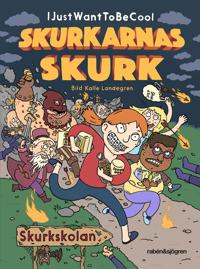 IJustWantToBeCool
SKURKARNAS
SKURK
Bild Kalle Landegren
Skurkskolan
rabén&sjögren